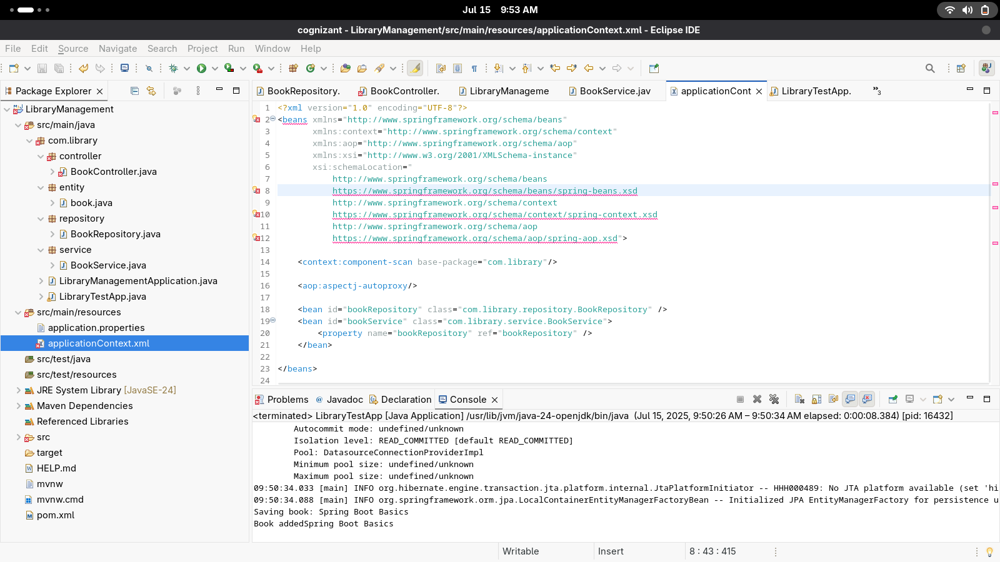 Jul 15 9:53 AM
cognizant - LibraryManagement/src/main/resources/applicationContext.xml - Eclipse IDE
File Edit Source Navigate Search Project Run Window Help
Package Explorer
LibraryManagement
src/main/java
com.library
controller
BookController.java
entity
book.java
repository
BookRepository.java
service
BookService.java
LibraryManagementApplication.java
LibraryTestApp.java
src/main/resources
application.properties
applicationContext.xml
src/test/java
src/test/resources
JRE System Library [JavaSE-24]
Maven Dependencies
Referenced Libraries
src
target
HELP.md
mvnw
mvnw.cmd
pom.xml
BookRepository. BookController. LibraryManageme BookService.jav applicationCont LibraryTestApp. »3
1 <?xml version="1.0" encoding="UTF-8"?>
2 <beans xmlns="http://www.springframework.org/schema/beans"
3 xmlns:context="http://www.springframework.org/schema/context"
4 xmlns:aop="http://www.springframework.org/schema/aop"
5 xmlns:xsi="http://www.w3.org/2001/XMLSchema-instance"
6 xsi:schemaLocation="
7 http://www.springframework.org/schema/beans
8 https://www.springframework.org/schema/beans/spring-beans.xsd
9 http://www.springframework.org/schema/context
10 https://www.springframework.org/schema/context/spring-context.xsd
11 http://www.springframework.org/schema/aop
12 https://www.springframework.org/schema/aop/spring-aop.xsd">
13
14 <context:component-scan base-package="com.library"/>
15
16 <aop:aspectj-autoproxy/>
17
18 <bean id="bookRepository" class="com.library.repository.BookRepository" />
19 <bean id="bookService" class="com.library.service.BookService">
20 <property name="bookRepository" ref="bookRepository" />
21 </bean>
22
23 </beans>
24
Problems Javadoc Declaration Console
<terminated> LibraryTestApp [Java Application] /usr/lib/jvm/java-24-openjdk/bin/java (Jul 15, 2025, 9:50:26 AM – 9:50:34 AM elapsed: 0:00:08.384) [pid: 16432]
Autocommit mode: undefined/unknown
Isolation level: READ_COMMITTED [default READ_COMMITTED]
Pool: DatasourceConnectionProviderImpl
Minimum pool size: undefined/unknown
Maximum pool size: undefined/unknown
09:50:34.033 [main] INFO org.hibernate.engine.transaction.jta.platform.internal.JtaPlatformInitiator -- HHH000489: No JTA platform available (set 'hi
09:50:34.088 [main] INFO org.springframework.orm.jpa.LocalContainerEntityManagerFactoryBean -- Initialized JPA EntityManagerFactory for persistence u
Saving book: Spring Boot Basics
Book addedSpring Boot Basics
Writable Insert 8 : 43 : 415